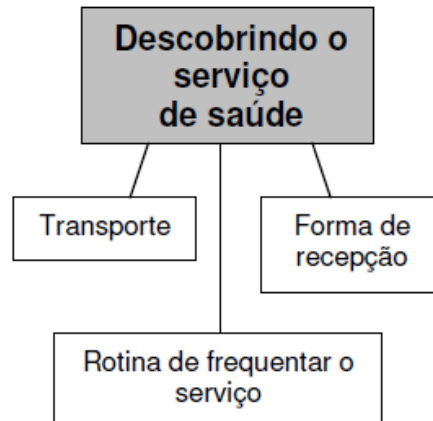 Descobrindo o
serviço
de saúde
Transporte
Forma de
recepção
Rotina de frequentar o
serviço